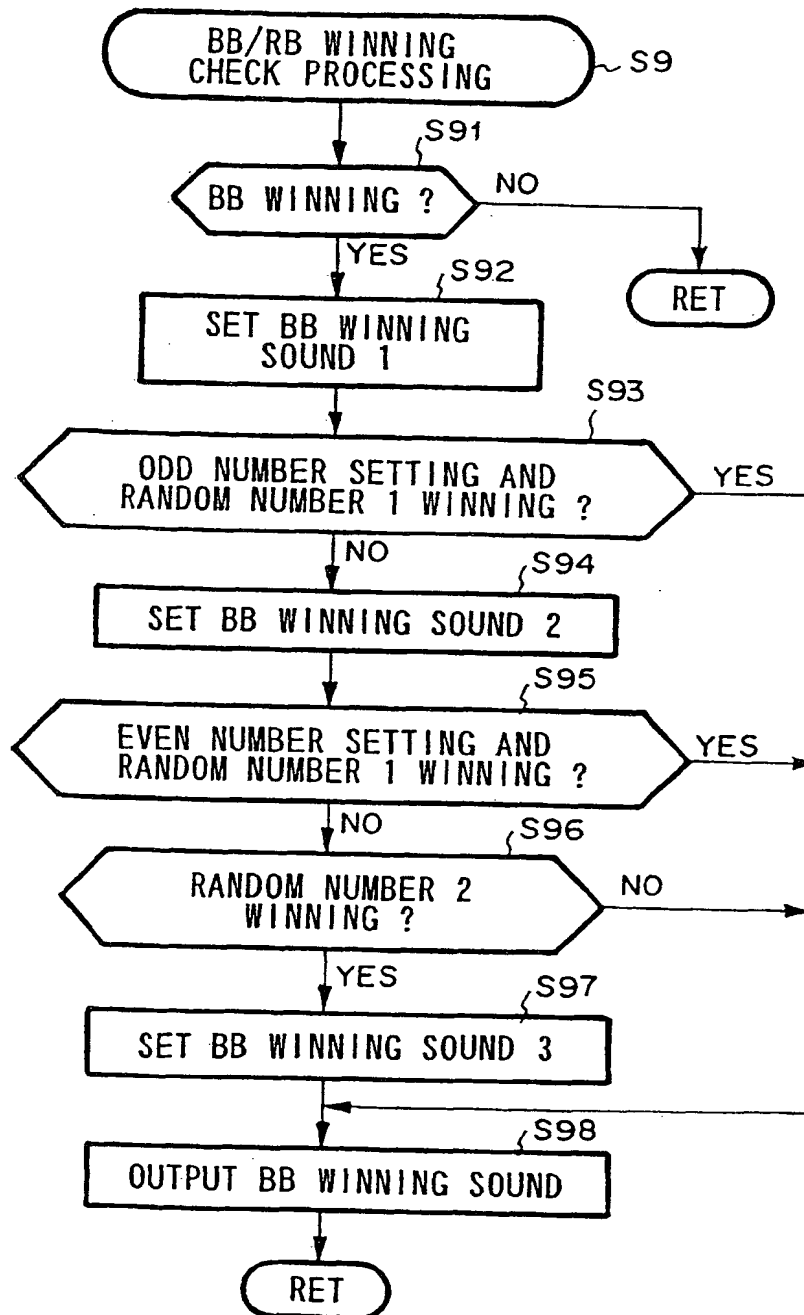 BB/RB WINNING
CHECK PROCESSING
S9
S91
BB WINNING ?
NO
YES
RET
S92
SET BB WINNING
SOUND 1
S93
ODD NUMBER SETTING AND
RANDOM NUMBER 1 WINNING ?
YES
NO
S94
SET BB WINNING SOUND 2
S95
EVEN NUMBER SETTING AND
RANDOM NUMBER 1 WINNING ?
YES
NO
S96
RANDOM NUMBER 2
WINNING ?
NO
YES
S97
SET BB WINNING SOUND 3
S98
OUTPUT BB WINNING SOUND
RET